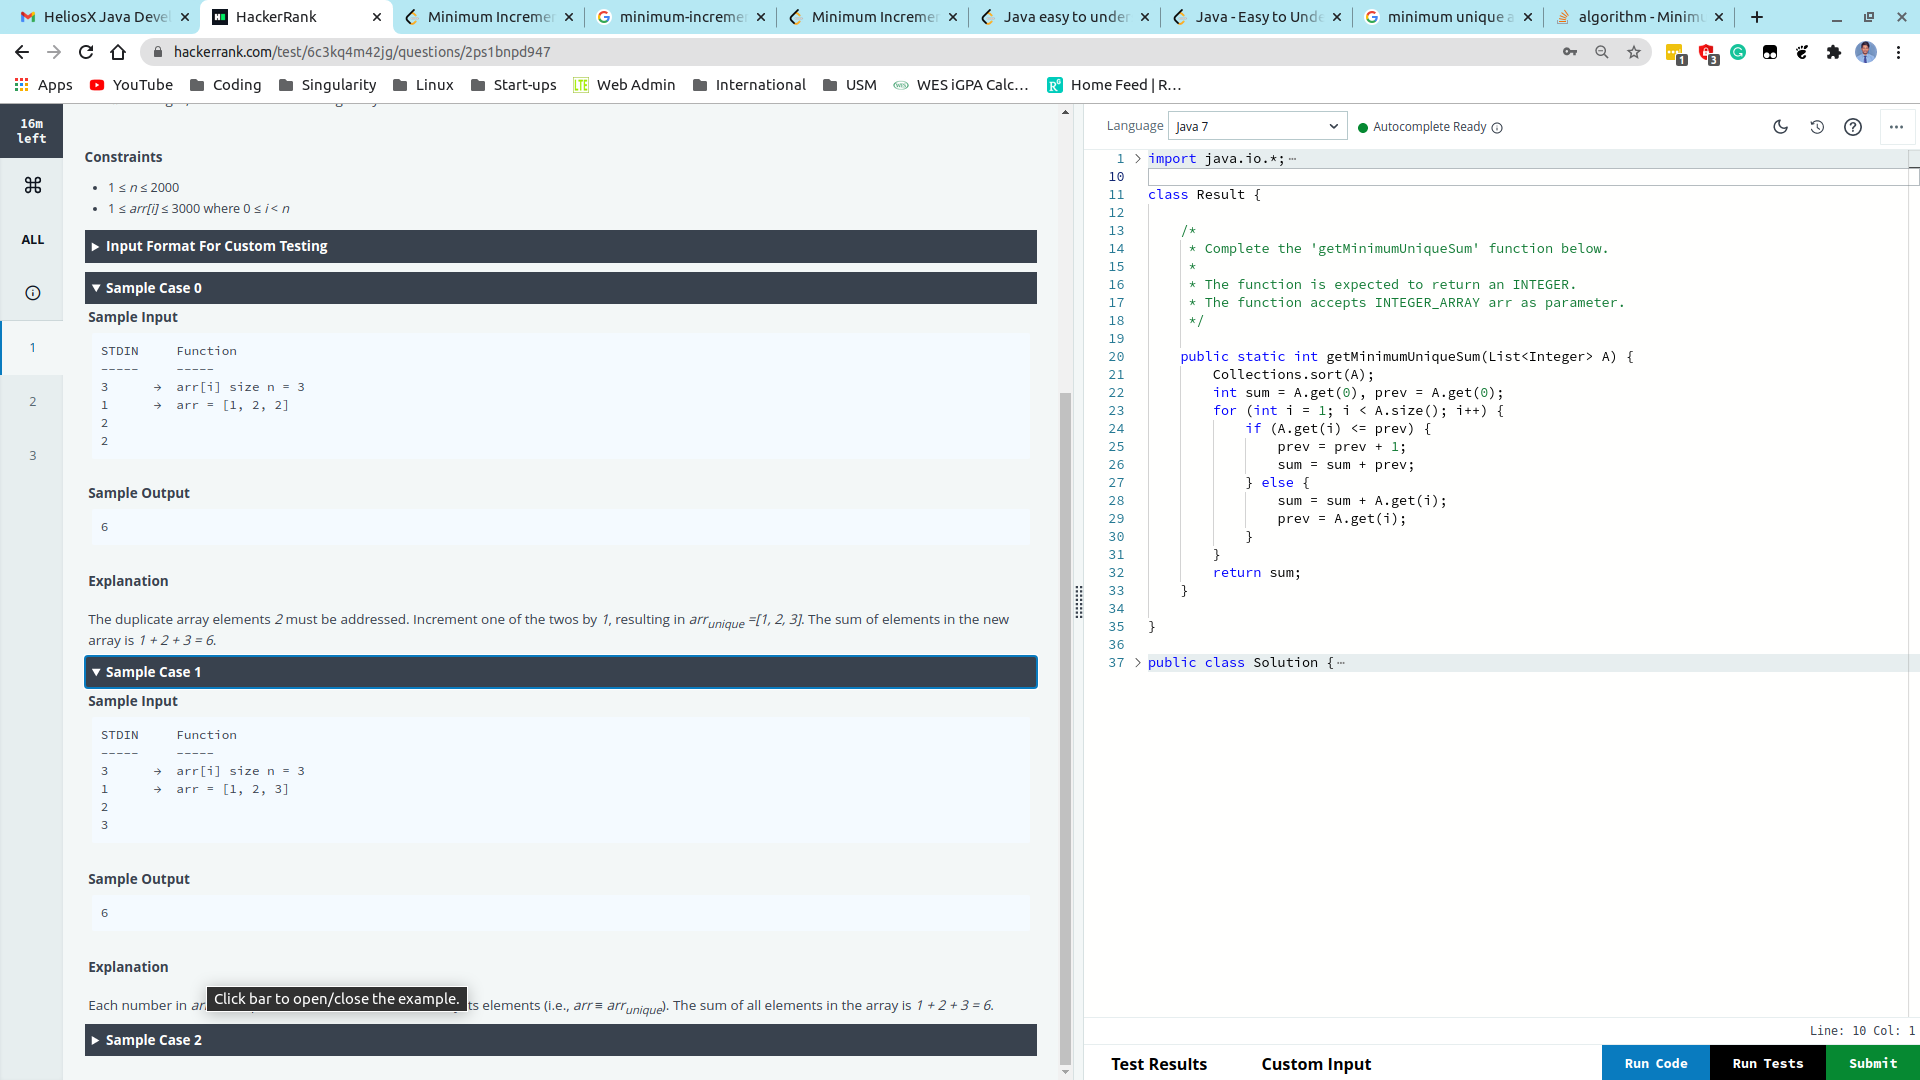 HeliosX Java Devel
HackerRank
Minimum Increme
minimum-increme
Minimum Increme
Java easy to under
Java - Easy to Unde
minimum unique a
algorithm - Minimu
hackerrank.com/test/6c3kq4m42jg/questions/2ps1bnpd947
1
3
Apps
YouTube
Coding
Singularity
Linux
Start-ups
LTE
Web Admin
International
USM
WES iGPA Calc...
Home Feed | R...
16m
left
ALL
1
2
3
Constraints
• 1 ≤ n ≤ 2000
• 1 ≤ arr[i] ≤ 3000 where 0 ≤ i < n
▶ Input Format For Custom Testing
▼ Sample Case 0
Sample Input
STDIN     Function
-----     -----
3      →  arr[i] size n = 3
1      →  arr = [1, 2, 2]
2
2
Sample Output
6
Explanation
The duplicate array elements 2 must be addressed. Increment one of the twos by 1, resulting in arr unique =[1, 2, 3]. The sum of elements in the new
array is 1 + 2 + 3 = 6.
▼ Sample Case 1
Sample Input
STDIN     Function
-----     -----
3      →  arr[i] size n = 3
1      →  arr = [1, 2, 3]
2
3
Sample Output
6
Explanation
Click bar to open/close the example.
Each number in ts elements (i.e., arr ≡ arr unique). The sum of all elements in the array is 1 + 2 + 3 = 6.
▶ Sample Case 2
Language Java 7 Autocomplete Ready
1 import java.io.*;
10
11 class Result {
12
13     /*
14      * Complete the 'getMinimumUniqueSum' function below.
15      *
16      * The function is expected to return an INTEGER.
17      * The function accepts INTEGER_ARRAY arr as parameter.
18      */
19
20     public static int getMinimumUniqueSum(List<Integer> A) {
21         Collections.sort(A);
22         int sum = A.get(0), prev = A.get(0);
23         for (int i = 1; i < A.size(); i++) {
24             if (A.get(i) <= prev) {
25                 prev = prev + 1;
26                 sum = sum + prev;
27             } else {
28                 sum = sum + A.get(i);
29                 prev = A.get(i);
30             }
31         }
32         return sum;
33     }
34
35 }
36
37 public class Solution {
Line: 10 Col: 1
Test Results
Custom Input
Run Code
Run Tests
Submit